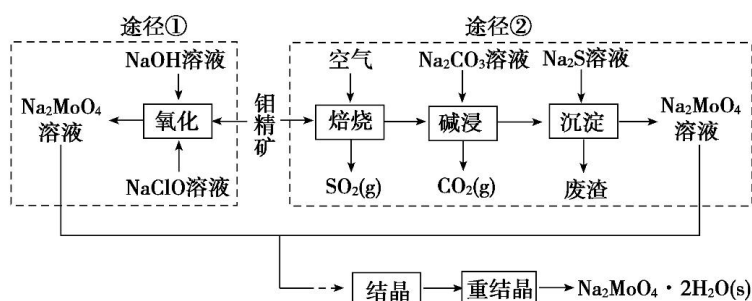 途径①
途径②
NaOH溶液
空气
Na₂CO₃溶液
Na₂S溶液
Na₂MoO₄
溶液
氧化
钼精矿
焙烧
碱浸
沉淀
Na₂MoO₄
溶液
NaClO溶液
SO₂(g)
CO₂(g)
废渣
结晶
重结晶
Na₂MoO₄・2H₂O(s)